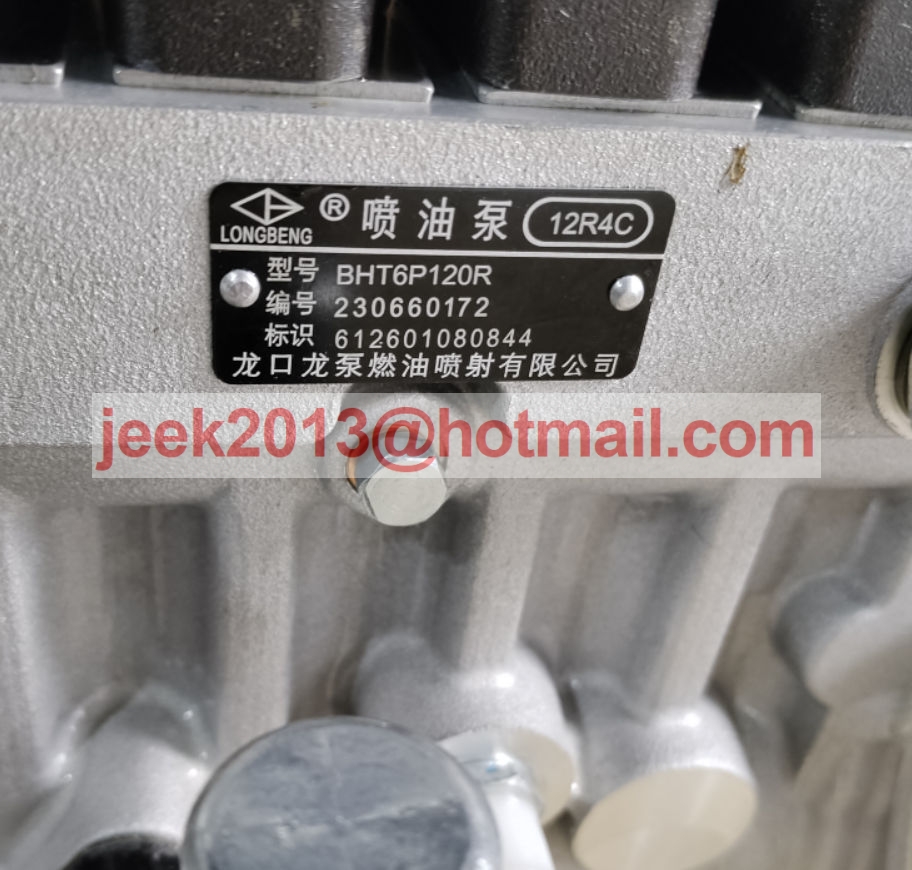 LONGBENG ® 喷油泵 12R4C
型号 BHT6P120R
编号 230660172
标识 612601080844
龙口龙泵燃油喷射有限公司
jeek2013@hotmail.com